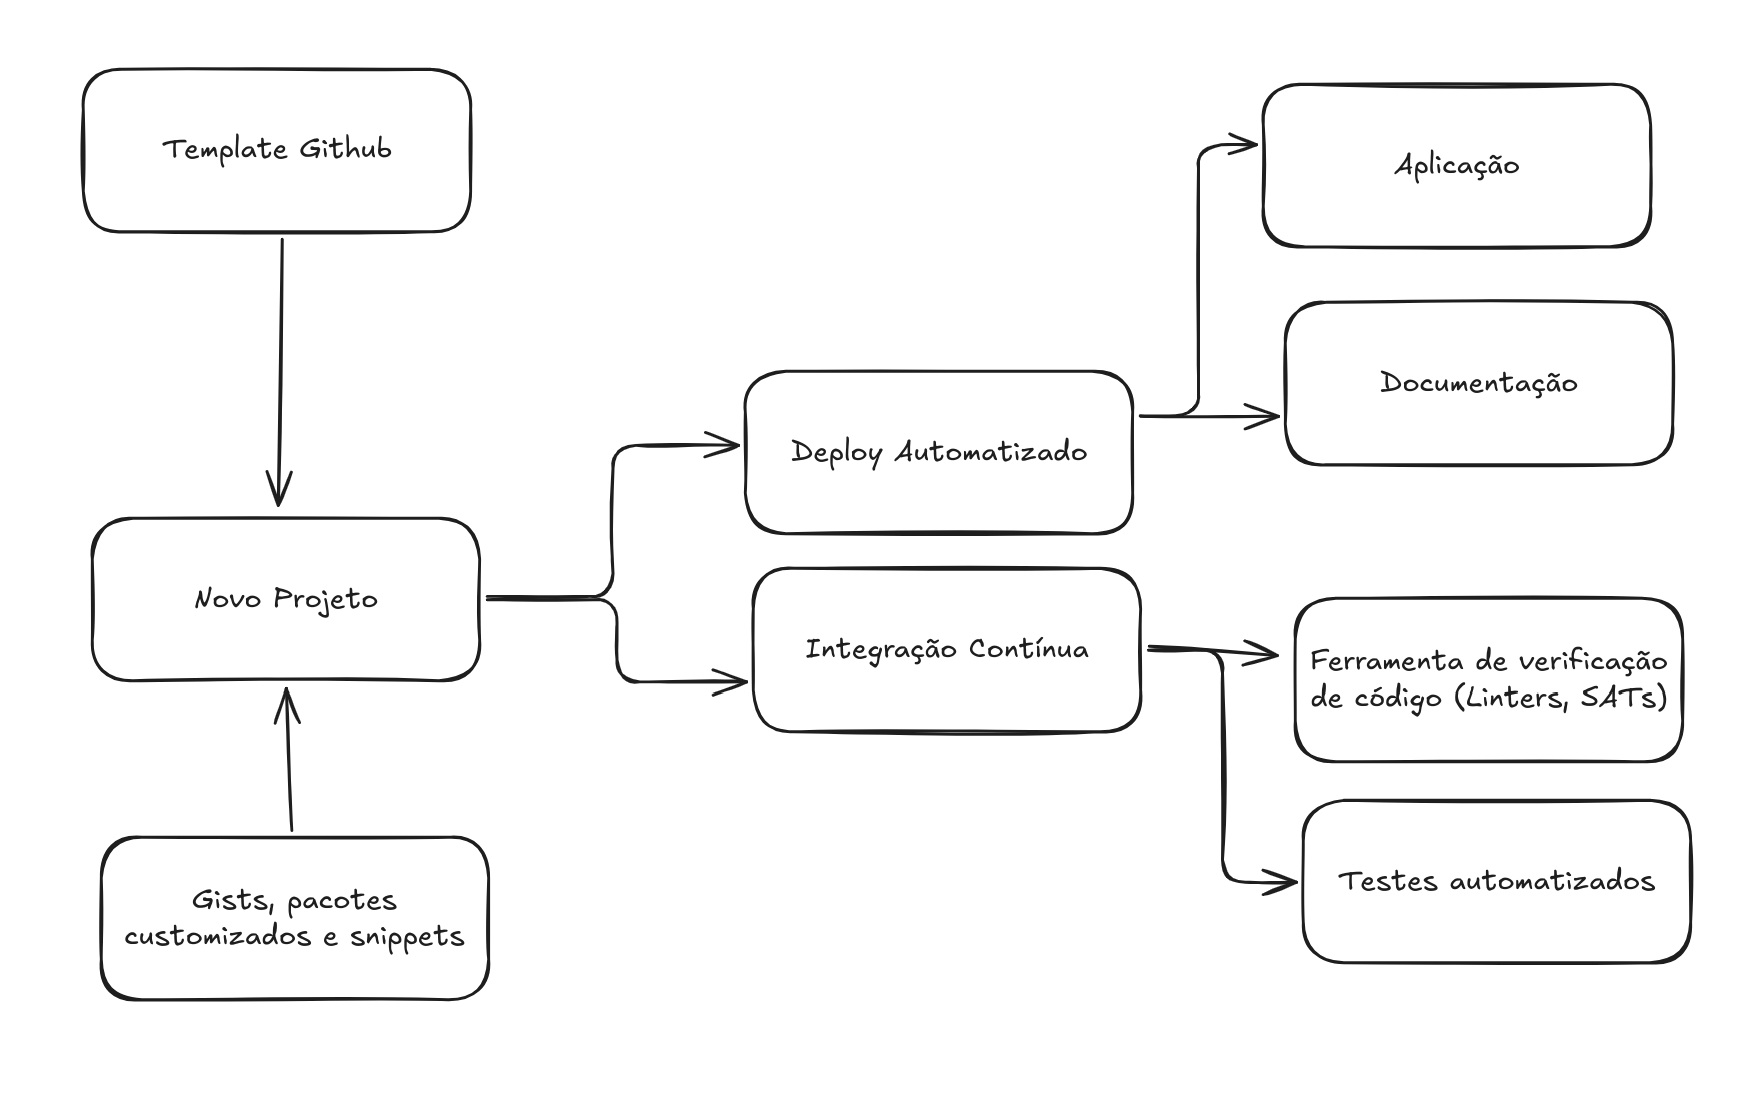 Template Github
Aplicação
Documentação
Deploy Automatizado
Novo Projeto
Integração Contínua
Ferramenta de verificação
de código (Linters, SATs)
Testes automatizados
Gists, pacotes
customizados e snippets